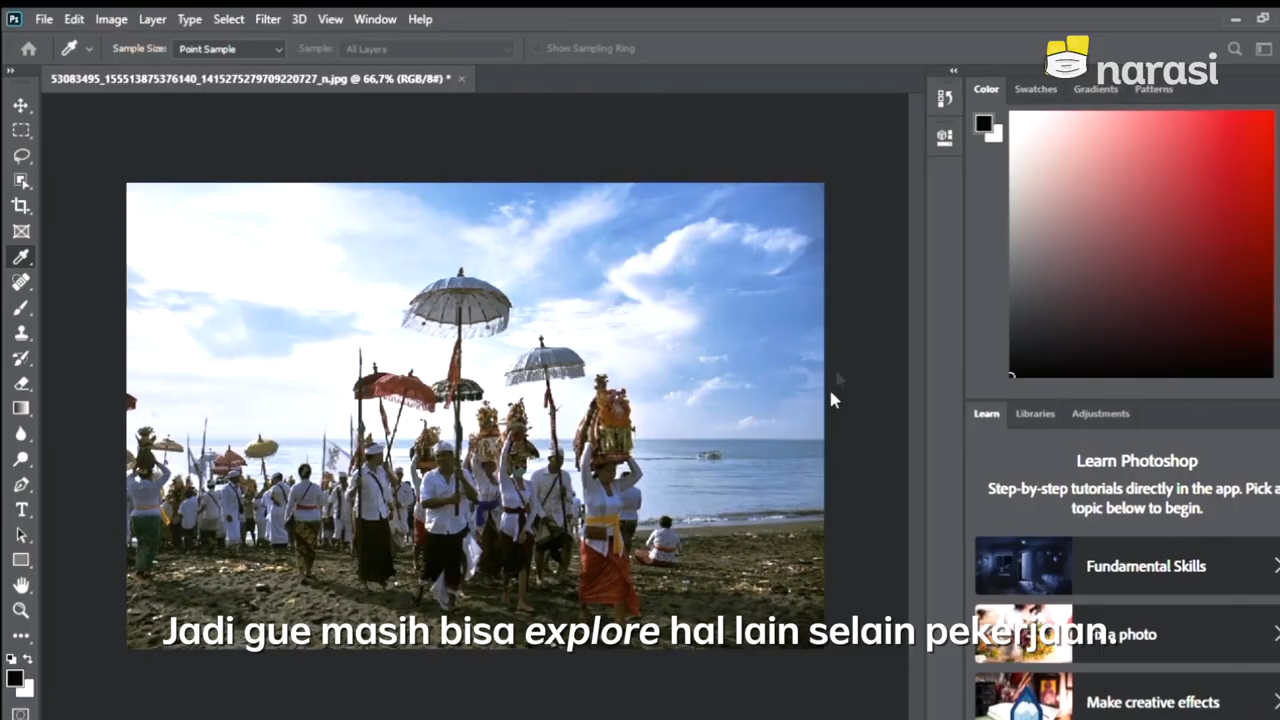 Ps File Edit Image Layer Type Select Filter 3D View Window Help
Sample Size: Point Sample Sample: All Layers Show Sampling Ring
narasi
53083495_155513875376140_1415275279709220727_n.jpg @ 66,7% (RGB/8#) * ×
Color Swatches Gradients Patterns
Learn Libraries Adjustments
Learn Photoshop
Step-by-step tutorials directly in the app. Pick a
topic below to begin.
Fundamental Skills
photo
Jadi gue masih bisa explore hal lain selain pekerjaan.
Make creative effects